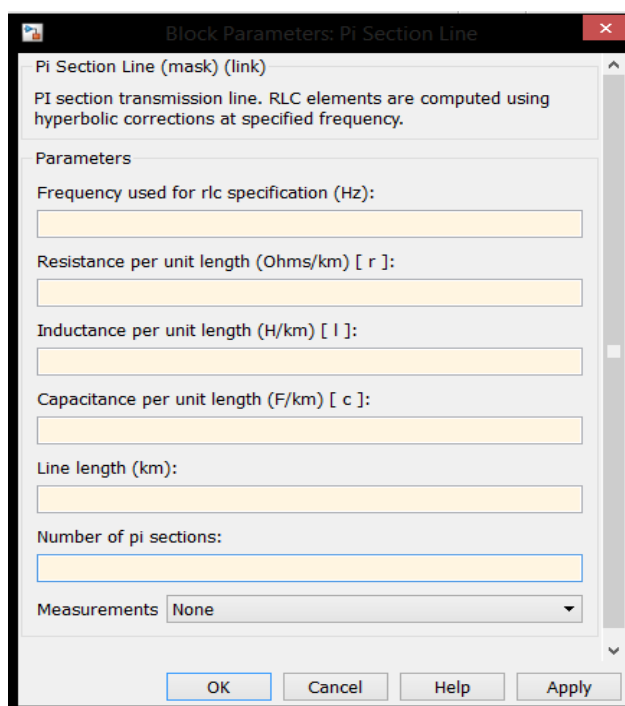 Block Parameters: Pi Section Line
Pi Section Line (mask) (link)
PI section transmission line. RLC elements are computed using
hyperbolic corrections at specified frequency.
Parameters
Frequency used for rlc specification (Hz):
Resistance per unit length (Ohms/km) [ r ]:
Inductance per unit length (H/km) [ l ]:
Capacitance per unit length (F/km) [ c ]:
Line length (km):
Number of pi sections:
Measurements None
OK Cancel Help Apply